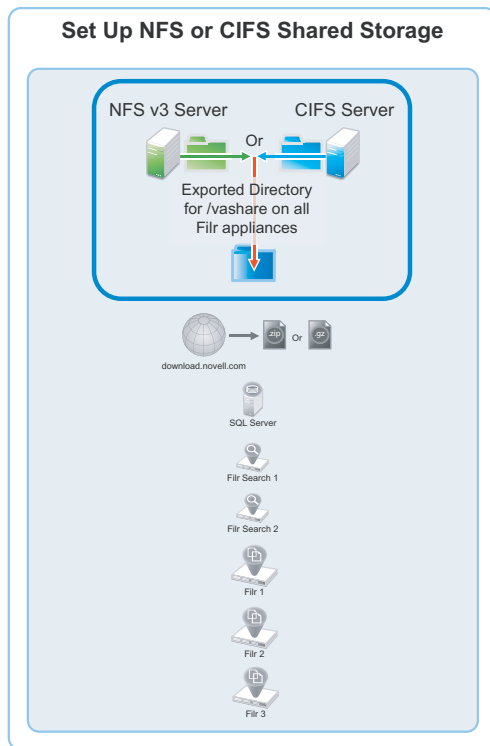 Set Up NFS or CIFS Shared Storage
NFS v3 Server
CIFS Server
Or
Exported Directory
for /vashare on all
Filr appliances
.zip
Or
.gz
download.novell.com
SQL Server
Filr Search 1
Filr Search 2
Filr 1
Filr 2
Filr 3